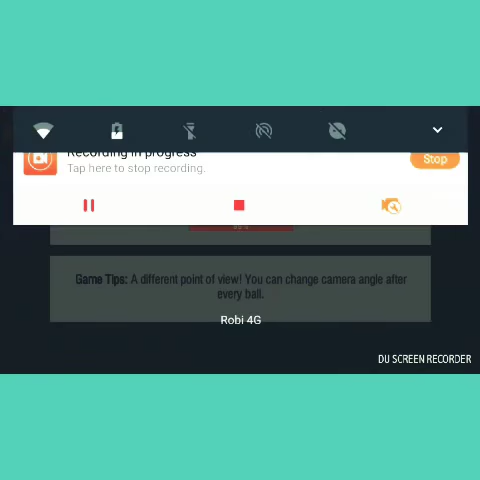 Recording in progress
Tap here to stop recording.
Stop
Game Tips: A different point of view! You can change camera angle after
every ball.
Robi 4G
DU SCREEN RECORDER